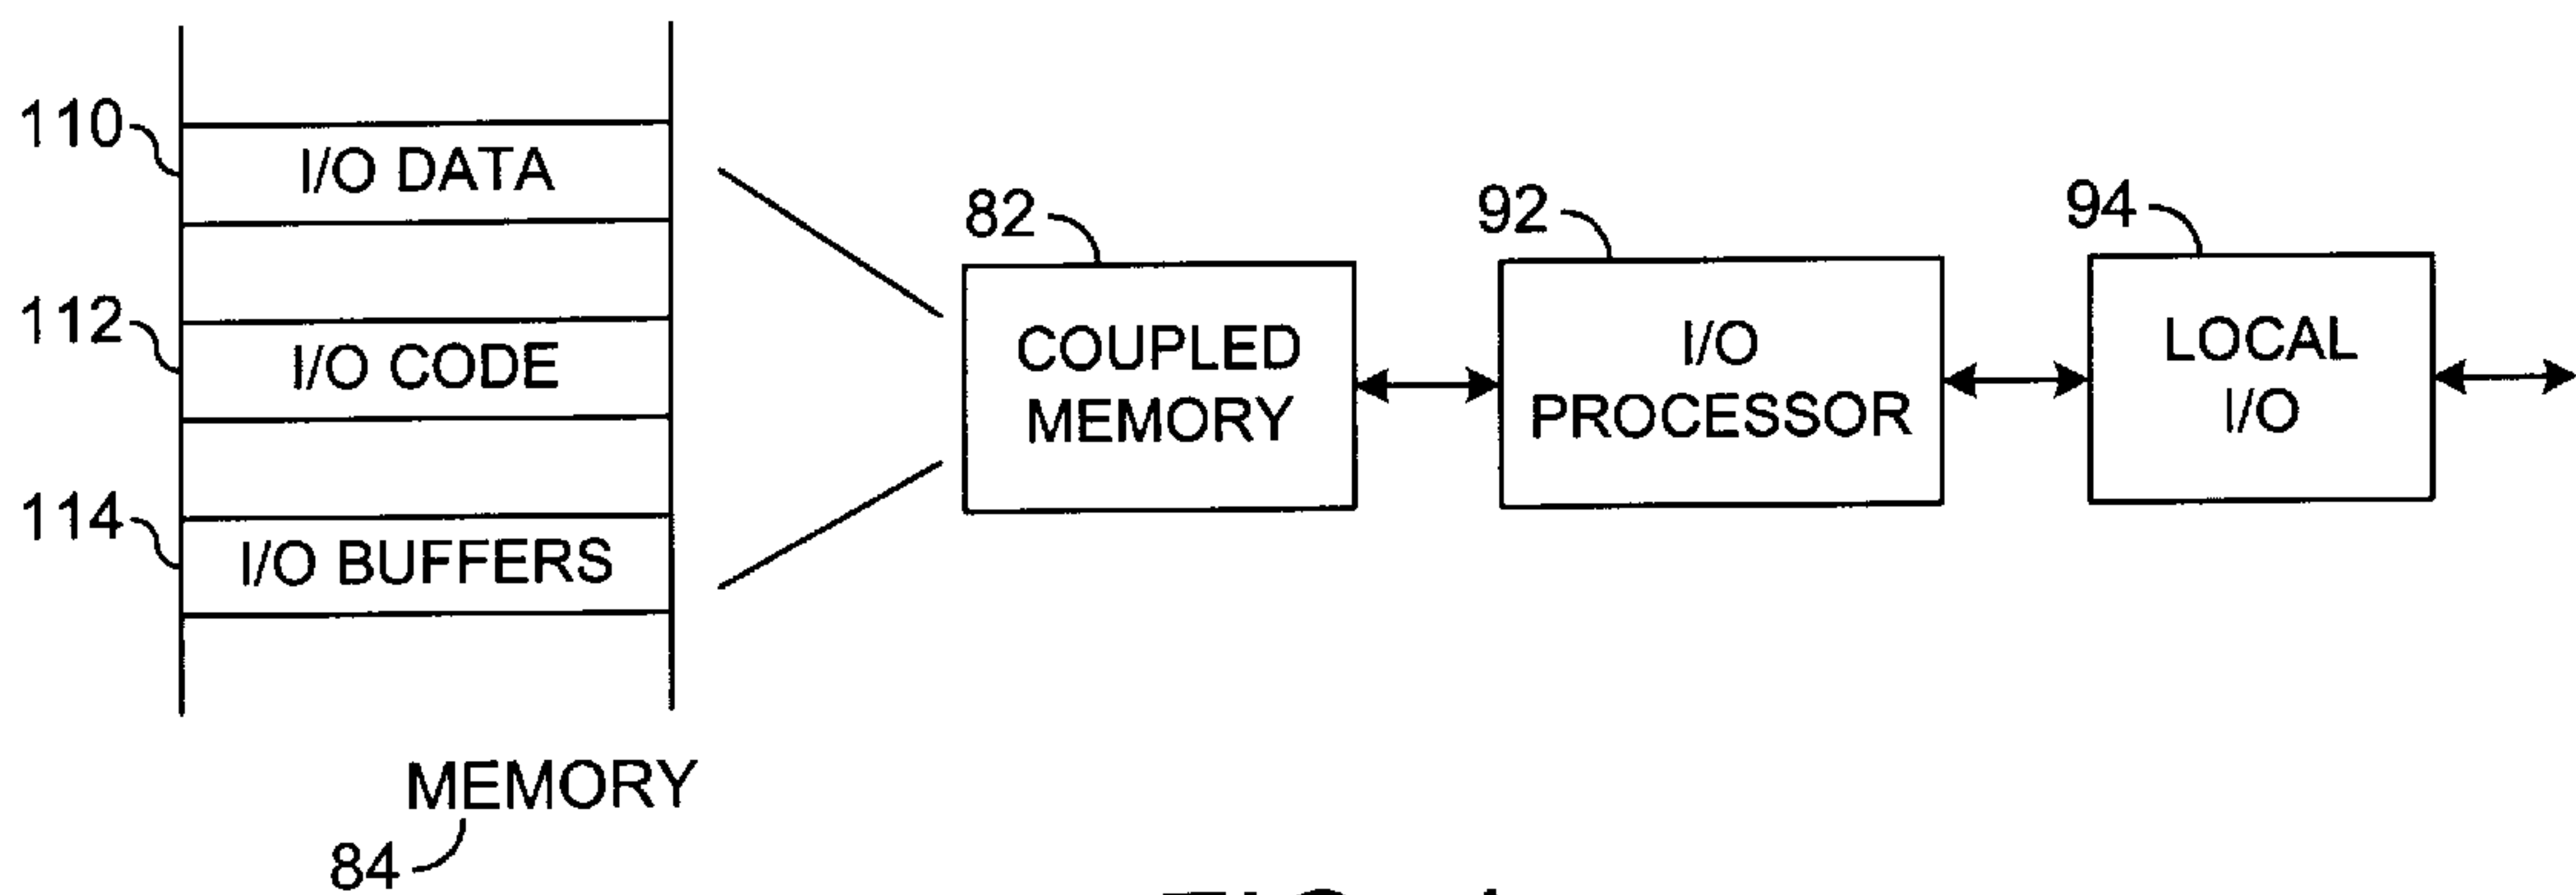 110
I/O DATA
112
I/O CODE
114
I/O BUFFERS
MEMORY
84
82
COUPLED
MEMORY
92
I/O
PROCESSOR
94
LOCAL
I/O